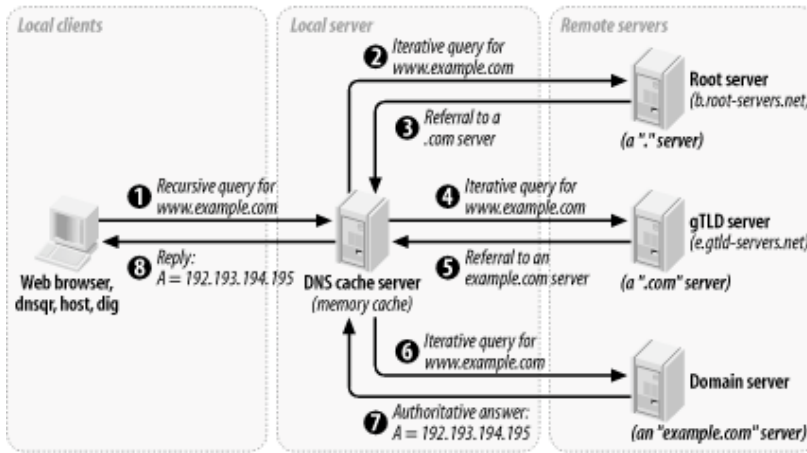 Local clients
Local server
Remote servers
2 Iterative query for
www.example.com
Root server
(b.root-servers.net)
3 Referral to a
.com server
(a "." server)
1 Recursive query for
www.example.com
4 Iterative query for
www.example.com
gTLD server
(e.gtld-servers.net)
8 Reply:
A = 192.193.194.195
5 Referral to an
example.com server
Web browser,
dnsqr, host, dig
DNS cache server
(memory cache)
(a ".com" server)
6 Iterative query for
www.example.com
Domain server
7 Authoritative answer:
A = 192.193.194.195
(an "example.com" server)